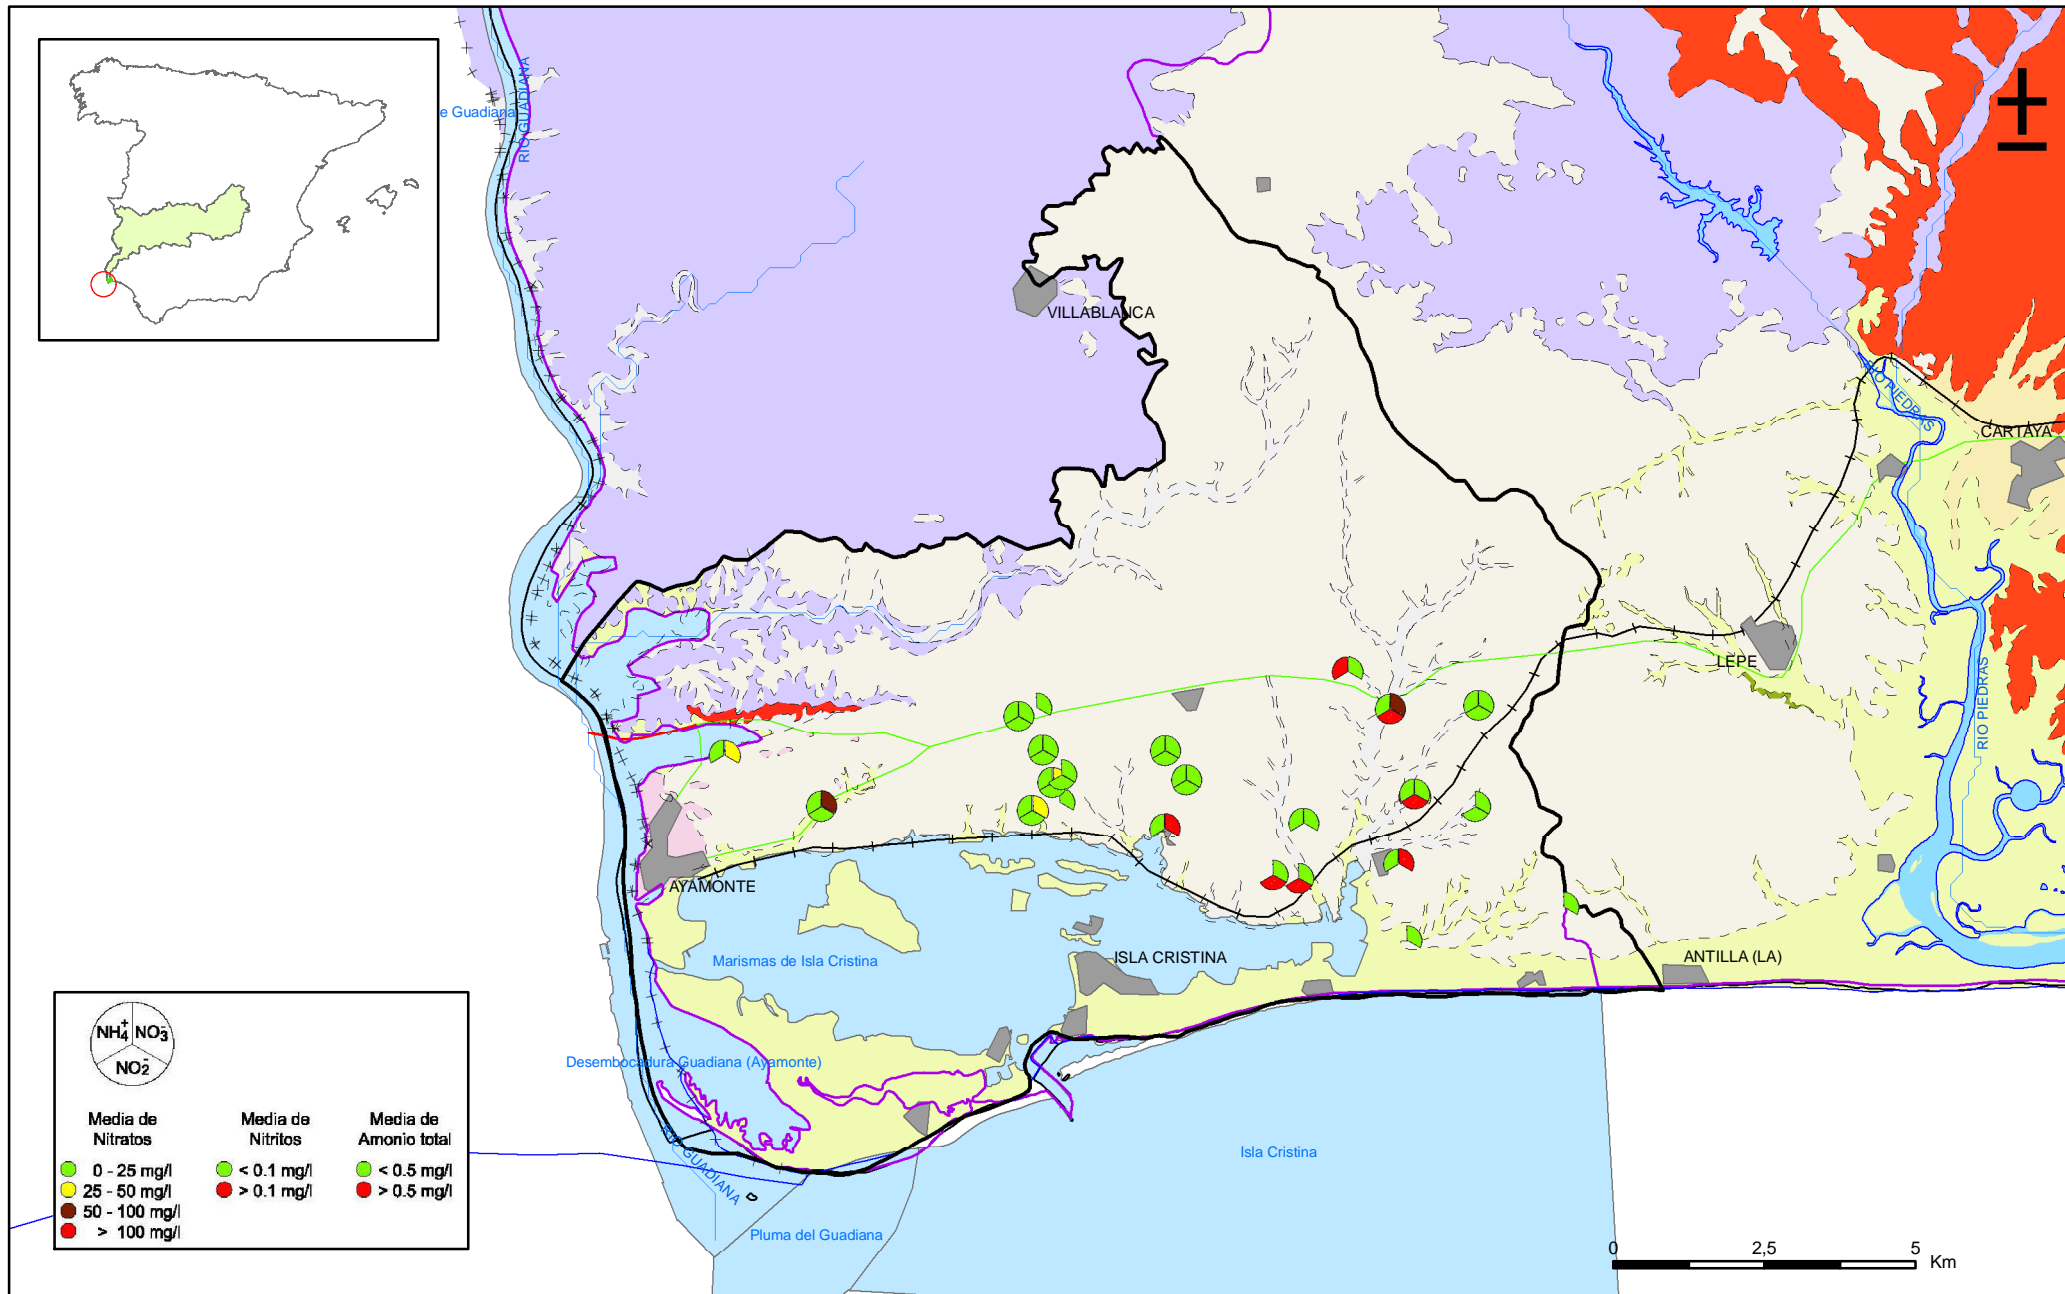 e Guadiana
RIO GUADIANA
VILLABLANCA
RIO PIEDRAS
CARTAYA
LEPE
RIO PIEDRAS
AYAMONTE
Marismas de Isla Cristina
ISLA CRISTINA
ANTILLA (LA)
Desembocadura Guadiana (Ayamonte)
RIO GUADIANA
Isla Cristina
Pluma del Guadiana
NH4+ NO3-
NO2-
Media de
Nitratos
0 - 25 mg/l
25 - 50 mg/l
50 - 100 mg/l
> 100 mg/l
Media de
Nitritos
< 0.1 mg/l
> 0.1 mg/l
Media de
Amonio total
< 0.5 mg/l
> 0.5 mg/l
0 2,5 5
Km